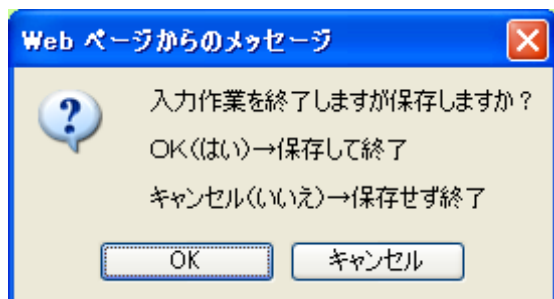 Web ページからのメッセージ
入力作業を終了しますが保存しますか？
OK(はい)→保存して終了
キャンセル(いいえ)→保存せず終了
OK
キャンセル